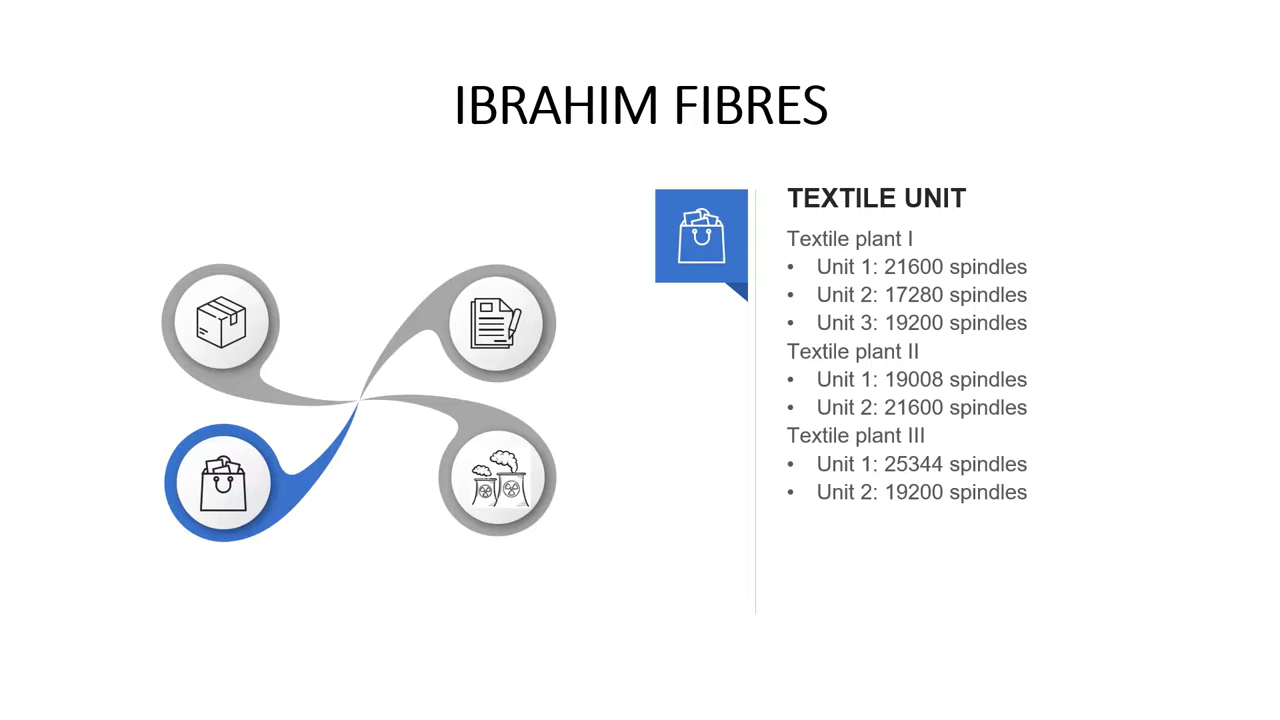 IBRAHIM FIBRES
TEXTILE UNIT
Textile plant I
• Unit 1: 21600 spindles
• Unit 2: 17280 spindles
• Unit 3: 19200 spindles
Textile plant II
• Unit 1: 19008 spindles
• Unit 2: 21600 spindles
Textile plant III
• Unit 1: 25344 spindles
• Unit 2: 19200 spindles